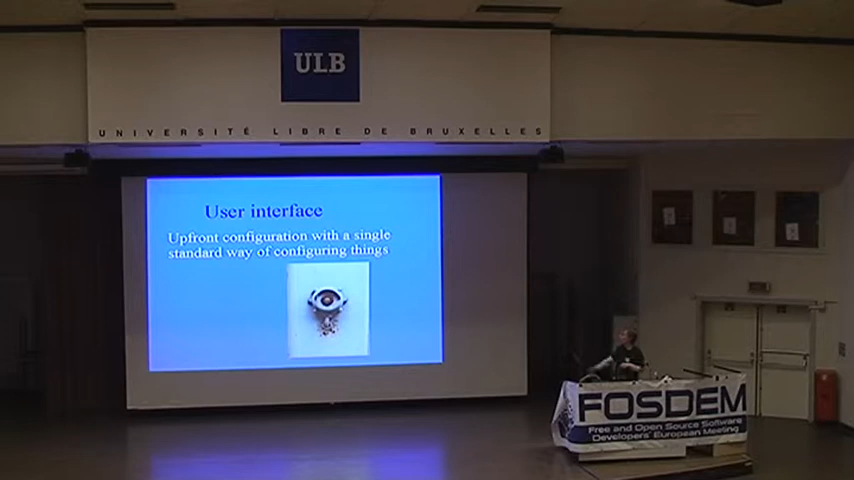 ULB
UNIVERSITÉ LIBRE DE BRUXELLES
User interface
Upfront configuration with a single
standard way of configuring things
FOSDEM
Free and Open Source Software
Developers' European Meeting